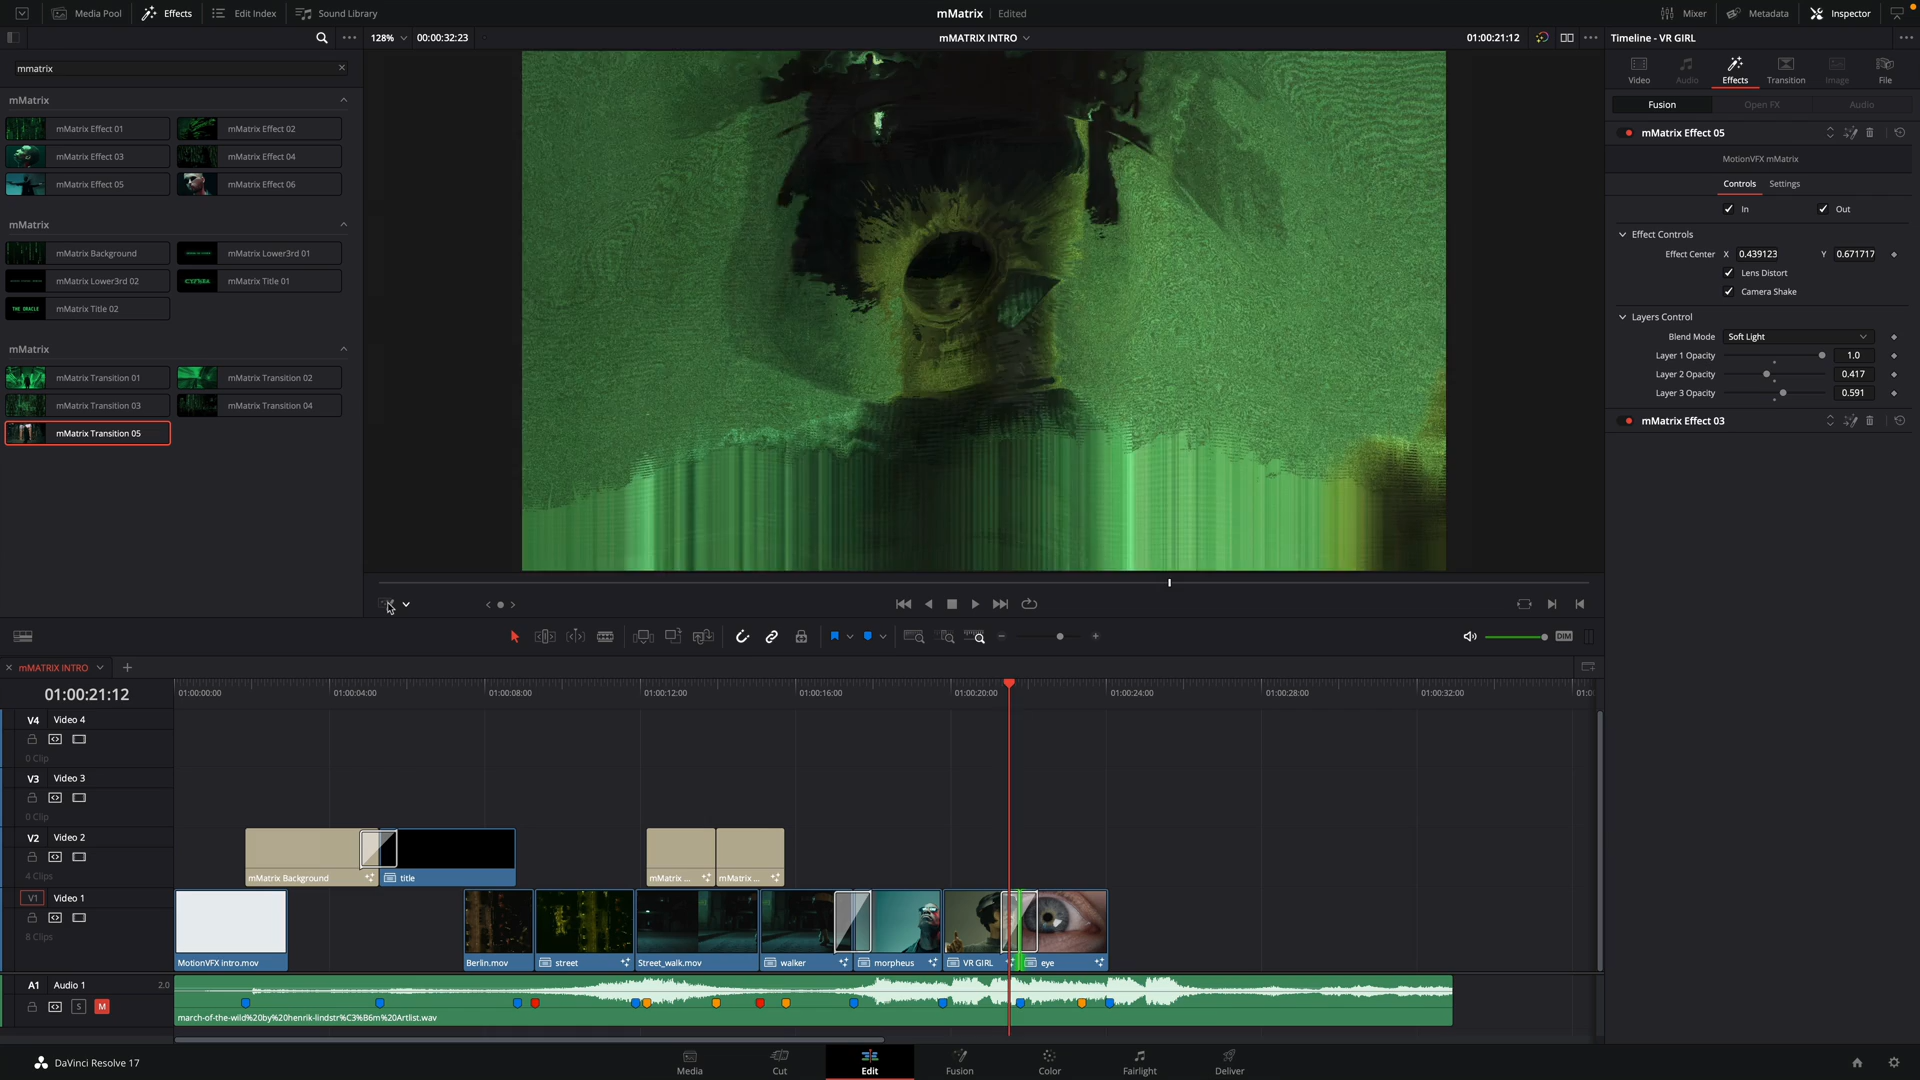 Media Pool
Effects
Edit Index
Sound Library
mMatrix
Edited
Mixer
Metadata
Inspector
128%
00:00:32:23
mMATRIX INTRO
01:00:21:12
Timeline - VR GIRL
mmatrix
Video
Audio
Effects
Transition
Image
File
Fusion
Open FX
Audio
mMatrix
mMatrix Effect 01
mMatrix Effect 02
mMatrix Effect 03
mMatrix Effect 04
mMatrix Effect 05
mMatrix Effect 06
mMatrix
mMatrix Background
mMatrix Lower3rd 01
mMatrix Lower3rd 02
mMatrix Title 01
THE ORACLE
mMatrix Title 02
mMatrix
mMatrix Transition 01
mMatrix Transition 02
mMatrix Transition 03
mMatrix Transition 04
mMatrix Transition 05
mMatrix Effect 05
MotionVFX mMatrix
Controls
Settings
In
Out
Effect Controls
Effect Center X 0.439123 Y 0.671717
Lens Distort
Camera Shake
Layers Control
Blend Mode Soft Light
Layer 1 Opacity 1.0
Layer 2 Opacity 0.417
Layer 3 Opacity 0.591
mMatrix Effect 03
DIM
mMATRIX INTRO
01:00:21:12
01:00:00:00
01:00:04:00
01:00:08:00
01:00:12:00
01:00:16:00
01:00:20:00
01:00:24:00
01:00:28:00
01:00:32:00
V4 Video 4
0 Clip
V3 Video 3
0 Clip
V2 Video 2
4 Clips
mMatrix Background
title
mMatrix ...
mMatrix ...
V1 Video 1
8 Clips
MotionVFX intro.mov
Berlin.mov
street
Street_walk.mov
walker
morpheus
VR GIRL
eye
A1 Audio 1 2.0
S
M
march-of-the-wild%20by%20henrik-lindstr%C3%B6m%20Artlist.wav
DaVinci Resolve 17
Media
Cut
Edit
Fusion
Color
Fairlight
Deliver